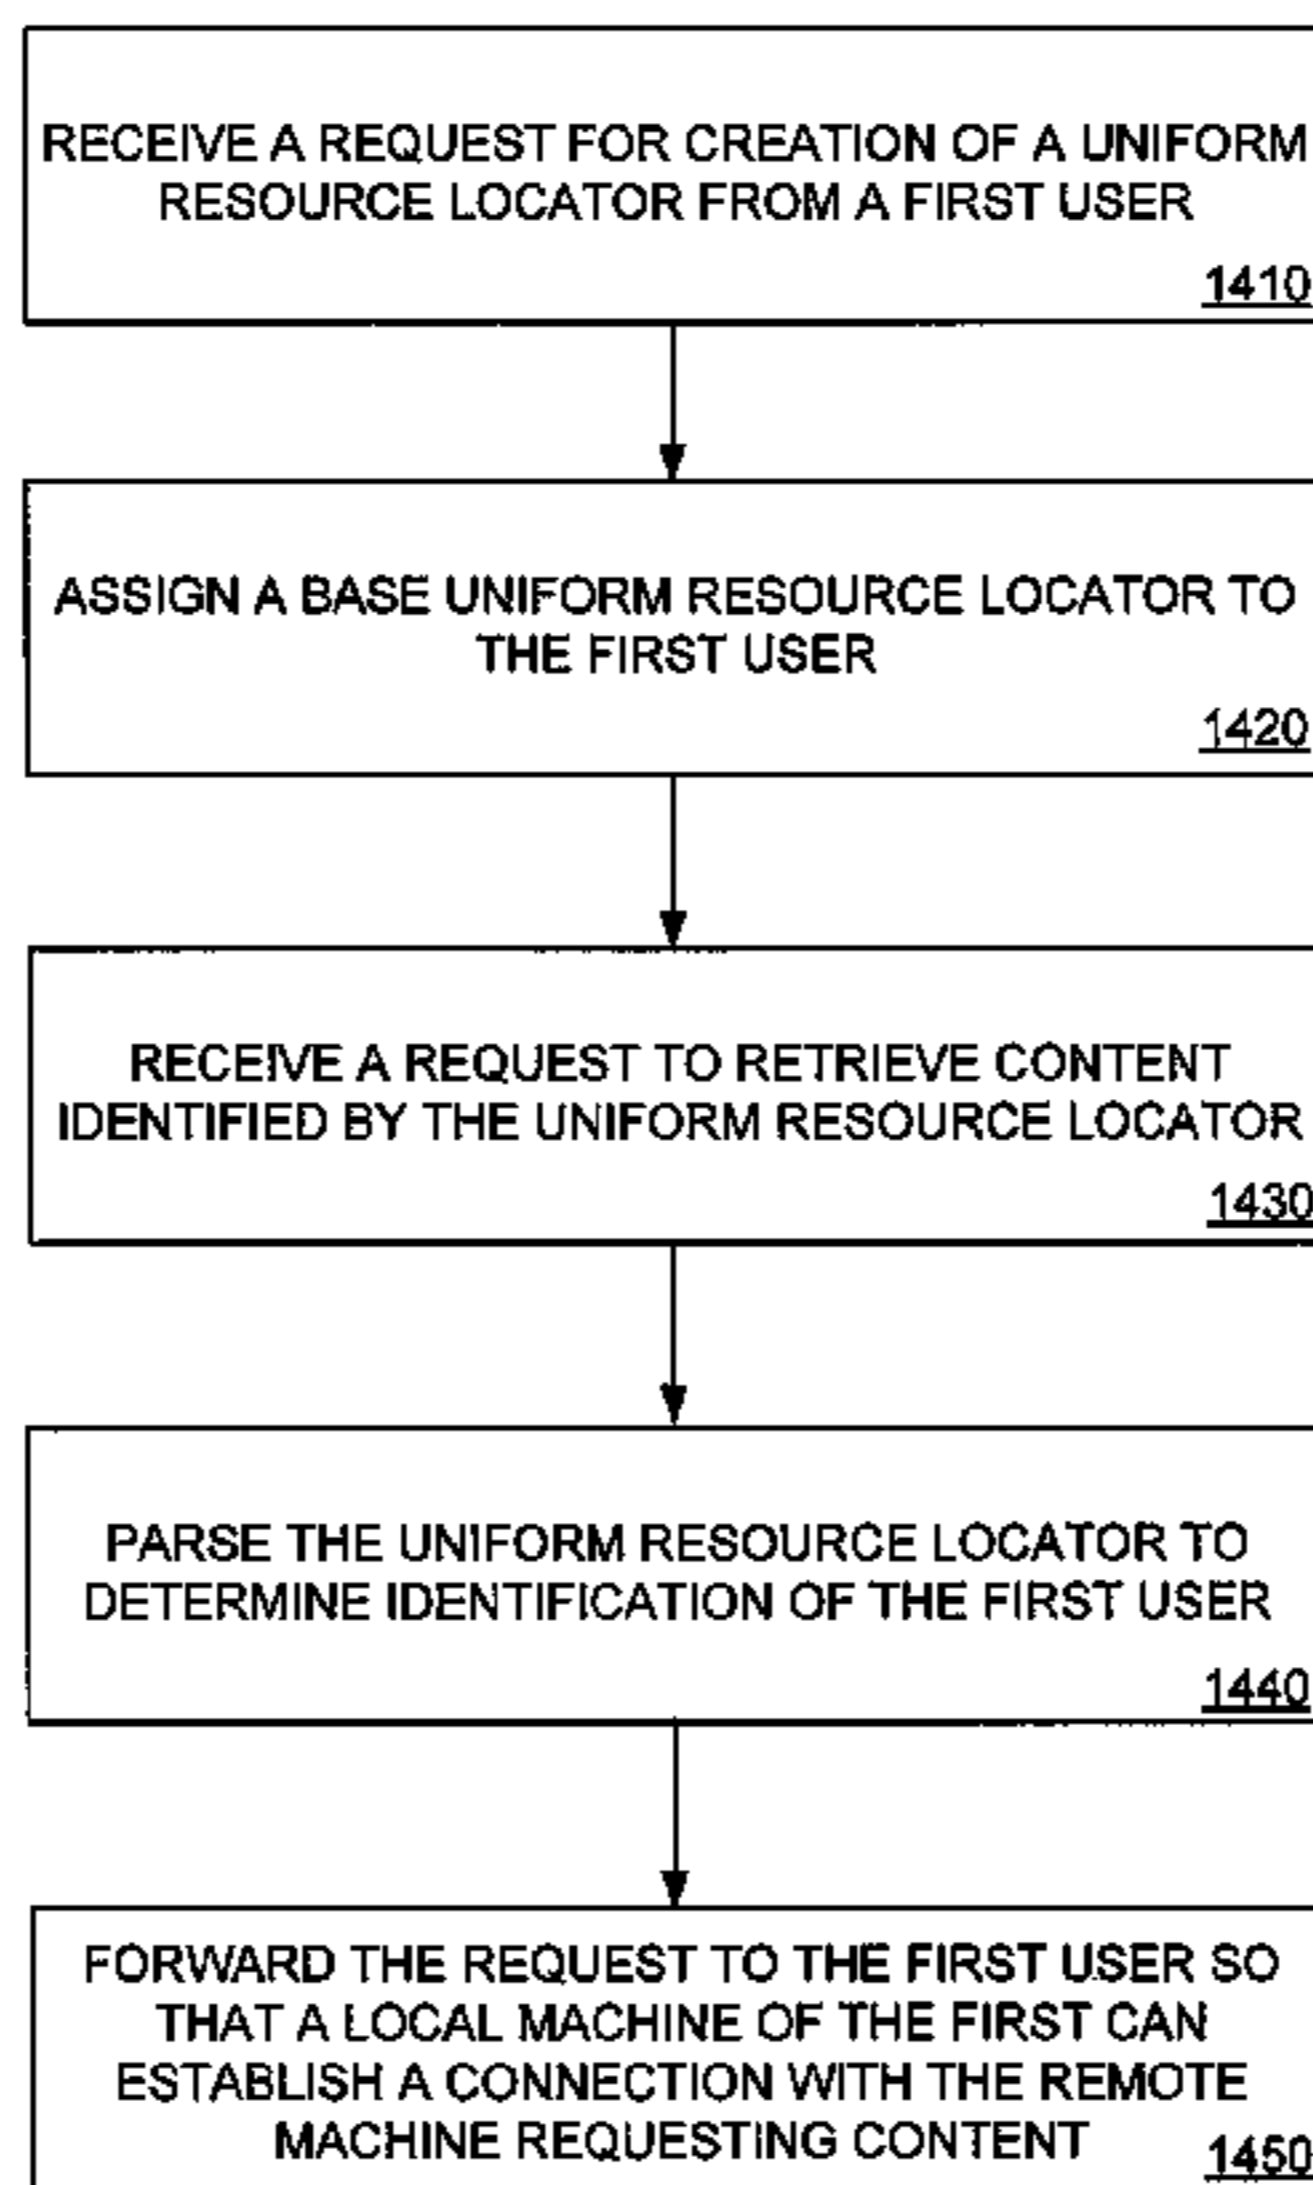 RECEIVE A REQUEST FOR CREATION OF A UNIFORM
RESOURCE LOCATOR FROM A FIRST USER
1410
ASSIGN A BASE UNIFORM RESOURCE LOCATOR TO
THE FIRST USER
1420
RECEIVE A REQUEST TO RETRIEVE CONTENT
IDENTIFIED BY THE UNIFORM RESOURCE LOCATOR
1430
PARSE THE UNIFORM RESOURCE LOCATOR TO
DETERMINE IDENTIFICATION OF THE FIRST USER
1440
FORWARD THE REQUEST TO THE FIRST USER SO
THAT A LOCAL MACHINE OF THE FIRST CAN
ESTABLISH A CONNECTION WITH THE REMOTE
MACHINE REQUESTING CONTENT
1450